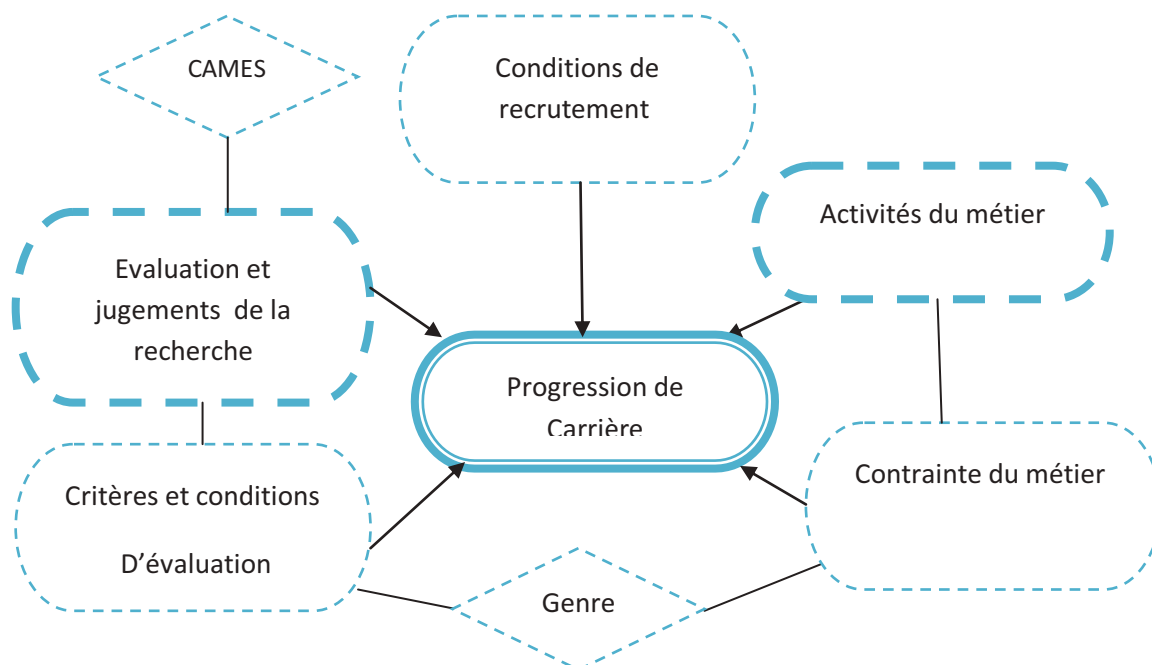 CAMES
Conditions de
recrutement
Activités du métier
Evaluation et
jugements de la
recherche
Progression de
Carrière
Critères et conditions
D’évaluation
Contrainte du métier
Genre